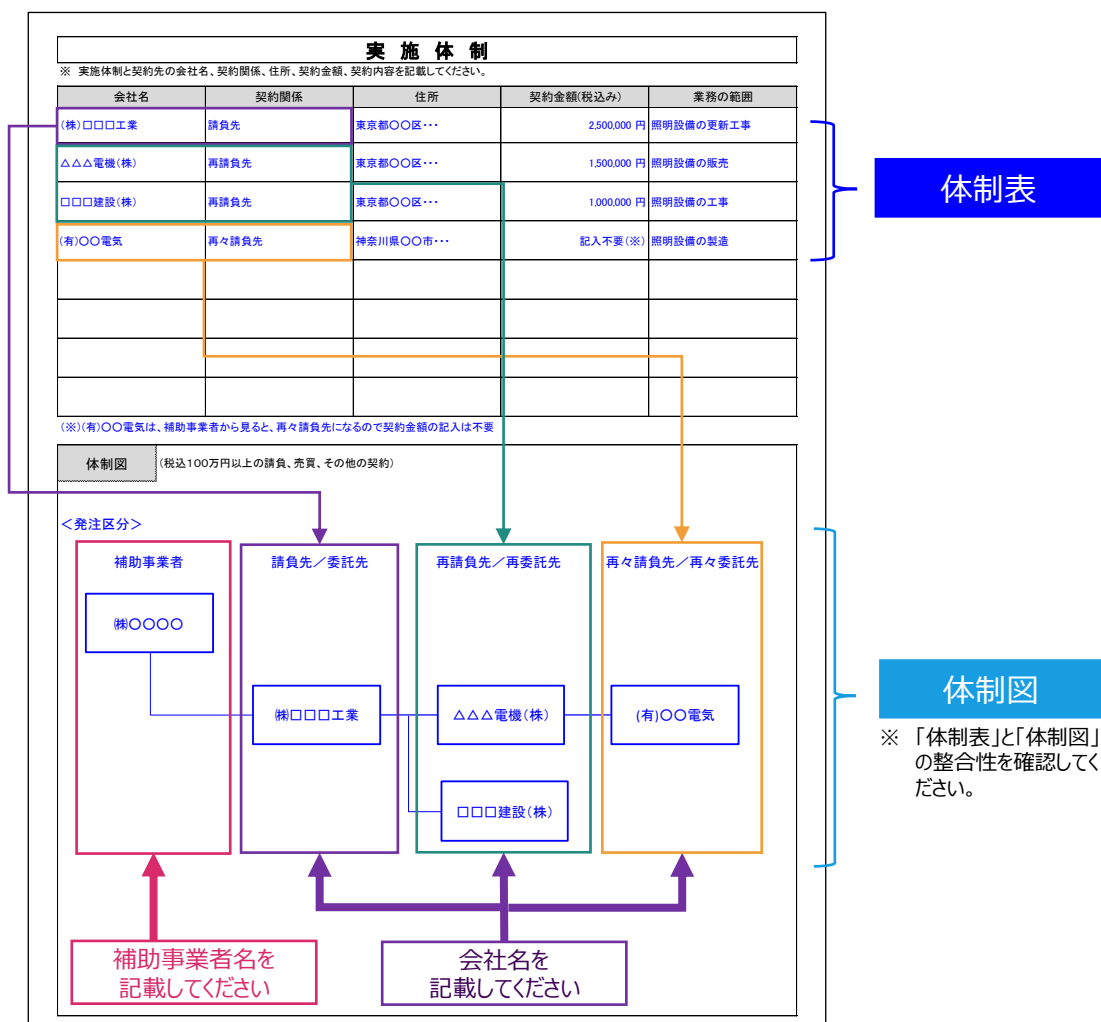 実 施 体 制
※ 実施体制と契約先の会社名、契約関係、住所、契約金額、契約内容を記載してください。
会社名 契約関係 住所 契約金額(税込み) 業務の範囲
(株)□□□工業 請負先 東京都〇〇区・・・ 2,500,000 円 照明設備の更新工事
△△△電機(株) 再請負先 東京都〇〇区・・・ 1,500,000 円 照明設備の販売
□□□建設(株) 再請負先 東京都〇〇区・・・ 1,000,000 円 照明設備の工事
(有)〇〇電気 再々請負先 神奈川県〇〇市・・・ 記入不要(※) 照明設備の製造
(※)(有)〇〇電気は、補助事業者から見ると、再々請負先になるので契約金額の記入は不要
体制表
体制図 (税込100万円以上の請負、売買、その他の契約)
<発注区分>
補助事業者 請負先/委託先 再請負先/再委託先 再々請負先/再々委託先
㈱〇〇〇〇
㈱□□□工業 △△△電機(株) (有)〇〇電気
□□□建設(株)
体制図
※ 「体制表」と「体制図」
の整合性を確認してく
ださい。
補助事業者名を
記載してください
会社名を
記載してください